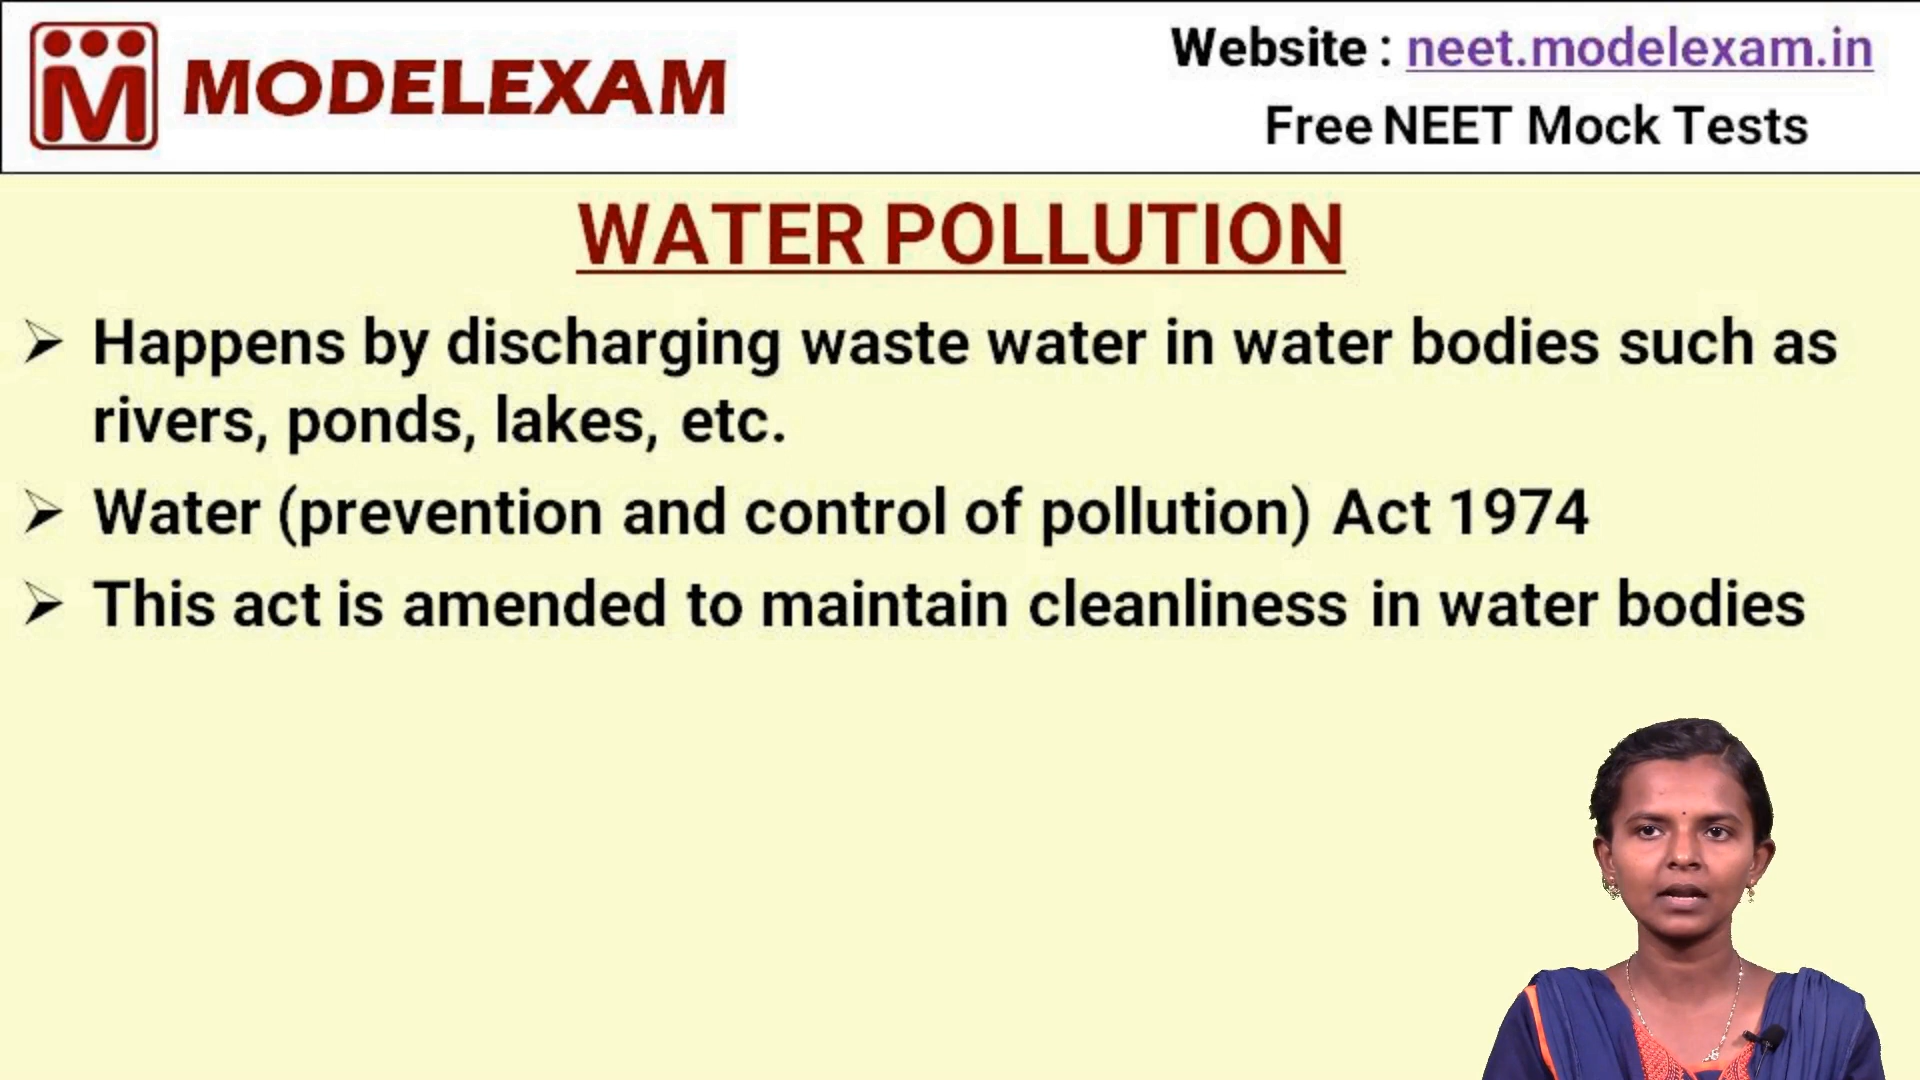 MODELEXAM
Website : neet.modelexam.in
Free NEET Mock Tests
WATER POLLUTION
➢ Happens by discharging waste water in water bodies such as
rivers, ponds, lakes, etc.
➢ Water (prevention and control of pollution) Act 1974
➢ This act is amended to maintain cleanliness in water bodies